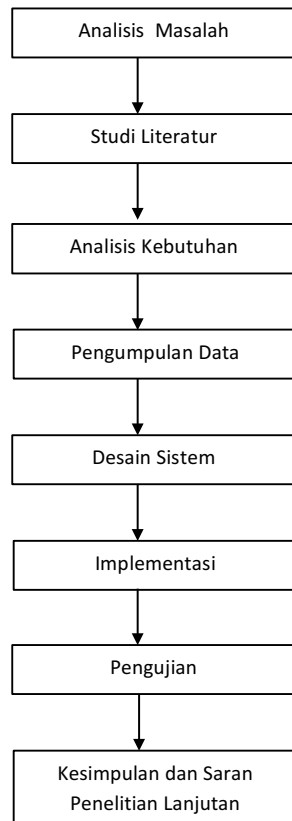 Analisis Masalah
Studi Literatur
Analisis Kebutuhan
Pengumpulan Data
Desain Sistem
Implementasi
Pengujian
Kesimpulan dan Saran
Penelitian Lanjutan